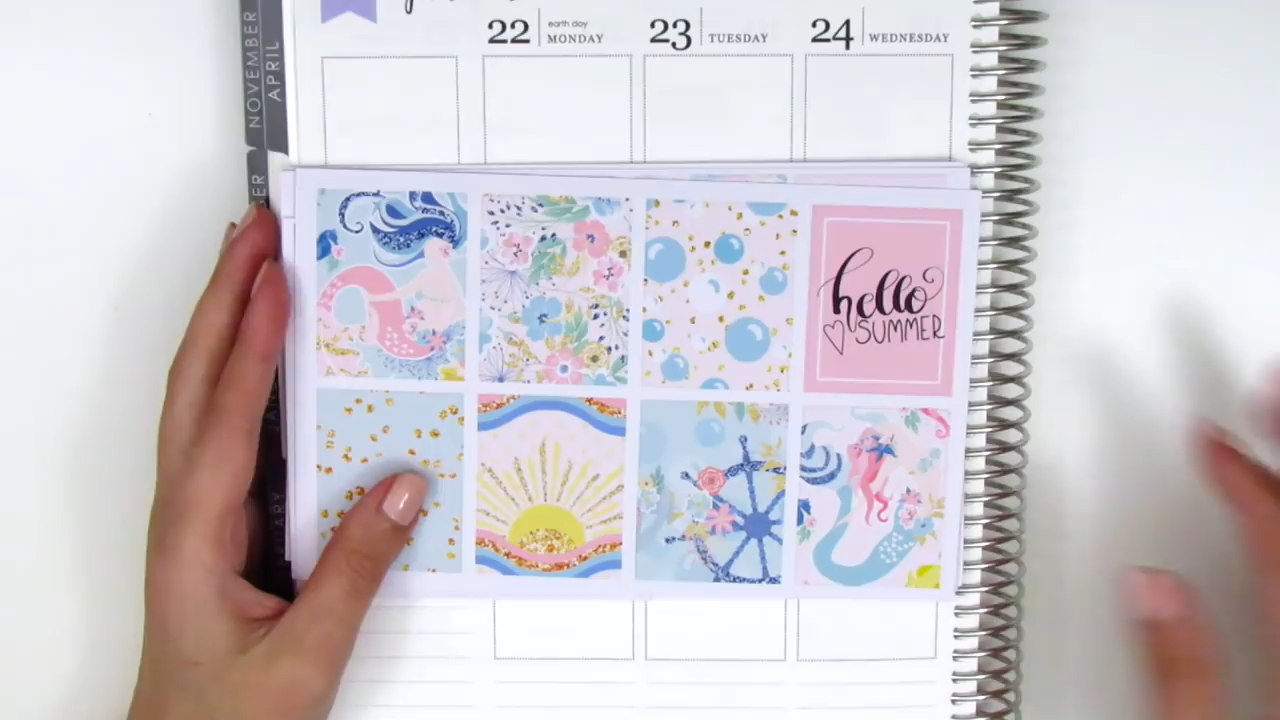 22 earth day MONDAY
23 TUESDAY
24 WEDNESDAY
NOVEMBER
APRIL
hello
SUMMER